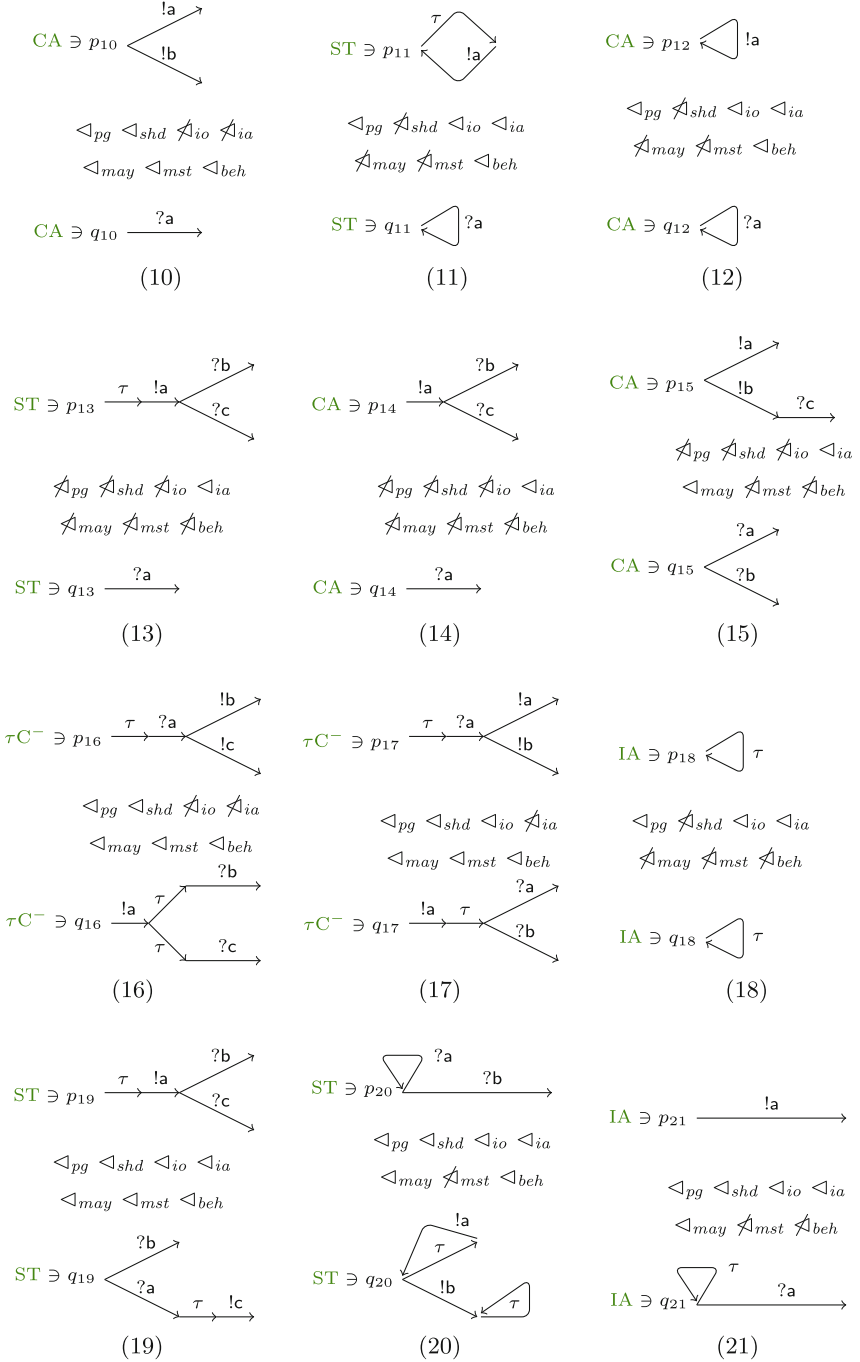 !a
CA ∋ p₁₀
!b
◁pg ◁shd ⋪io ⋪ia
◁may ◁mst ◁beh
?a
CA ∋ q₁₀
(10)
τ
ST ∋ p₁₁ !a
◁pg ⋪shd ◁io ◁ia
⋪may ⋪mst ◁beh
ST ∋ q₁₁ ?a
(11)
CA ∋ p₁₂ !a
◁pg ⋪shd ◁io ◁ia
⋪may ⋪mst ◁beh
CA ∋ q₁₂ ?a
(12)
?b
τ !a
ST ∋ p₁₃ ?c
⋪pg ⋪shd ⋪io ◁ia
⋪may ⋪mst ⋪beh
?a
ST ∋ q₁₃
(13)
?b
!a
CA ∋ p₁₄ ?c
⋪pg ⋪shd ⋪io ◁ia
⋪may ⋪mst ⋪beh
?a
CA ∋ q₁₄
(14)
!a
CA ∋ p₁₅
!b ?c
⋪pg ⋪shd ⋪io ◁ia
◁may ⋪mst ⋪beh
?a
CA ∋ q₁₅ ?b
(15)
!b
τ ?a
τC⁻ ∋ p₁₆ !c
◁pg ◁shd ⋪io ⋪ia
◁may ◁mst ◁beh
?b
!a τ
τC⁻ ∋ q₁₆
τ ?c
(16)
!a
τ ?a
τC⁻ ∋ p₁₇ !b
◁pg ◁shd ◁io ⋪ia
◁may ◁mst ◁beh
?a
!a τ
τC⁻ ∋ q₁₇ ?b
(17)
IA ∋ p₁₈ τ
◁pg ⋪shd ◁io ◁ia
⋪may ⋪mst ⋪beh
IA ∋ q₁₈ τ
(18)
?b
τ !a
ST ∋ p₁₉ ?c
◁pg ◁shd ◁io ◁ia
◁may ◁mst ◁beh
?b
ST ∋ q₁₉ ?a
τ !c
(19)
?a
?b
ST ∋ p₂₀
◁pg ◁shd ◁io ◁ia
◁may ⋪mst ◁beh
!a
τ
ST ∋ q₂₀ !b
τ
(20)
!a
IA ∋ p₂₁
◁pg ◁shd ◁io ◁ia
◁may ⋪mst ⋪beh
τ
?a
IA ∋ q₂₁
(21)